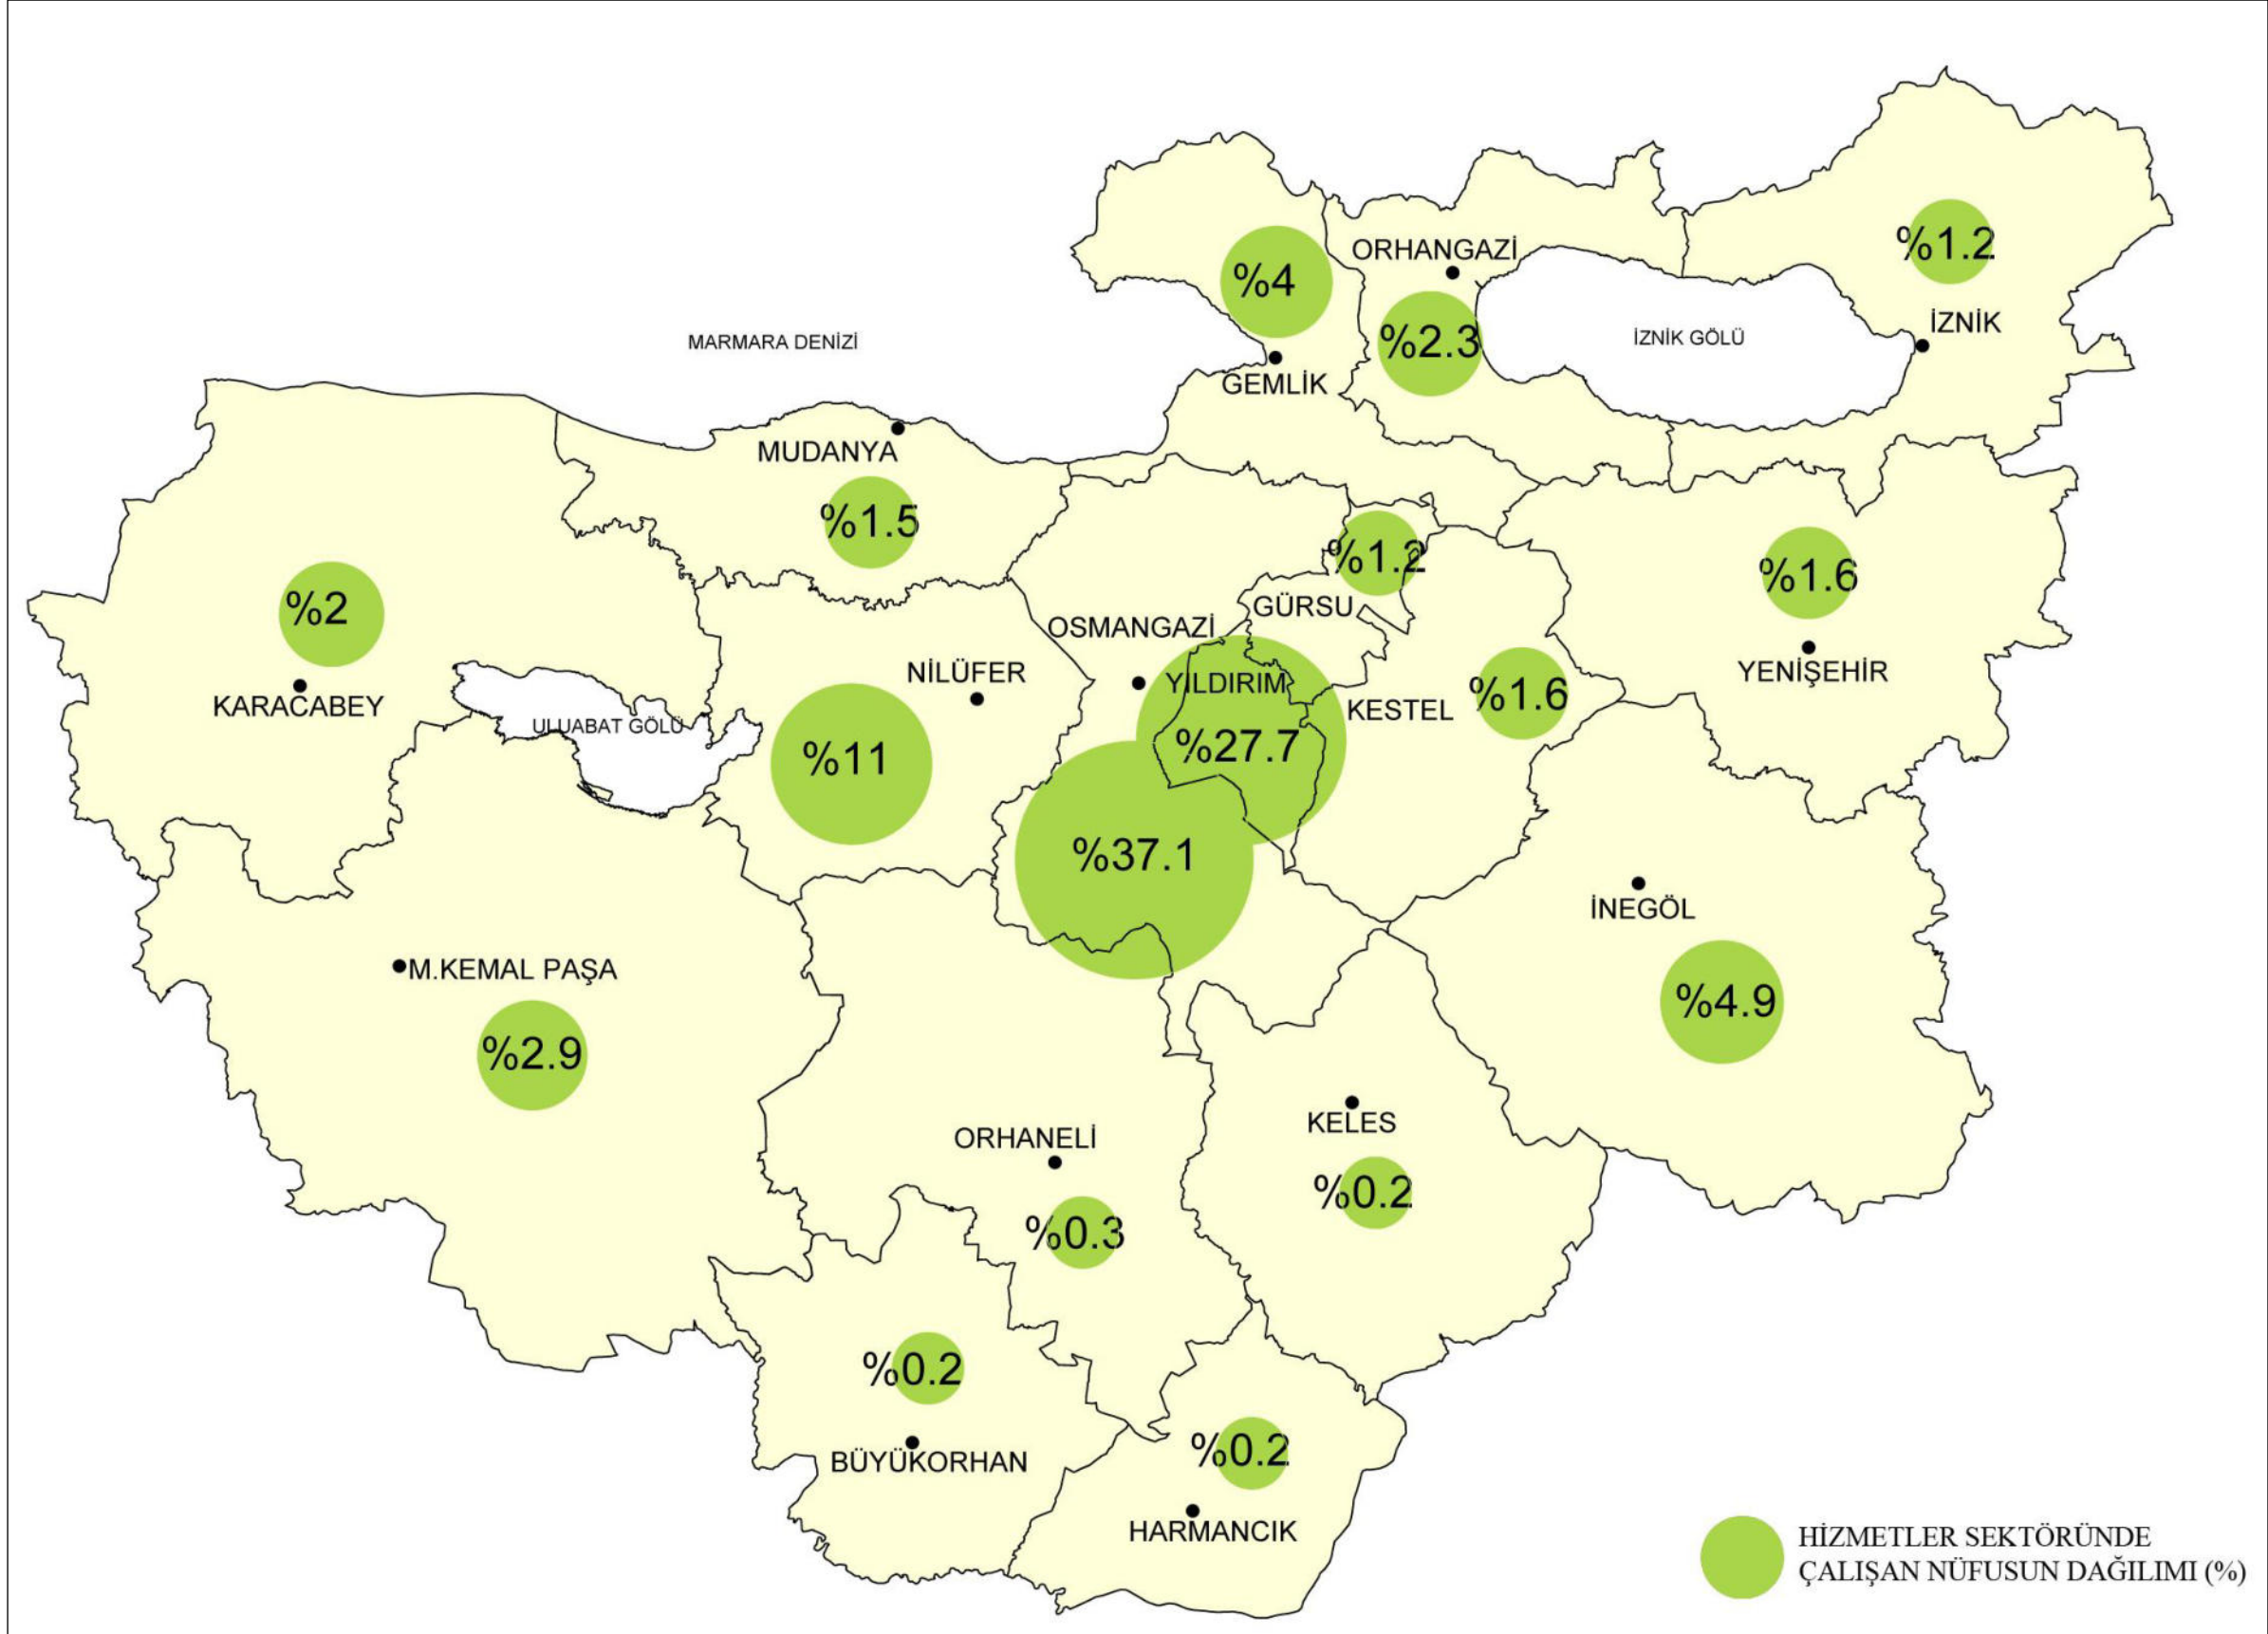 %1.2
ORHANGAZİ
%4
İZNİK
MARMARA DENİZİ
%2.3
İZNİK GÖLÜ
GEMLİK
MUDANYA
%1.5
%1.2
%1.6
%2
GÜRSU
OSMANGAZİ
NİLÜFER
YILDIRIM
YENİŞEHİR
KARACABEY
KESTEL
%1.6
ULUABAT GÖLÜ
%11
%27.7
%37.1
İNEGÖL
M.KEMAL PAŞA
%4.9
%2.9
KELES
ORHANELİ
%0.2
%0.3
%0.2
BÜYÜKORHAN
%0.2
HARMANCIK
HİZMETLER SEKTÖRÜNDE
ÇALIŞAN NÜFUSUN DAĞILIMI (%)